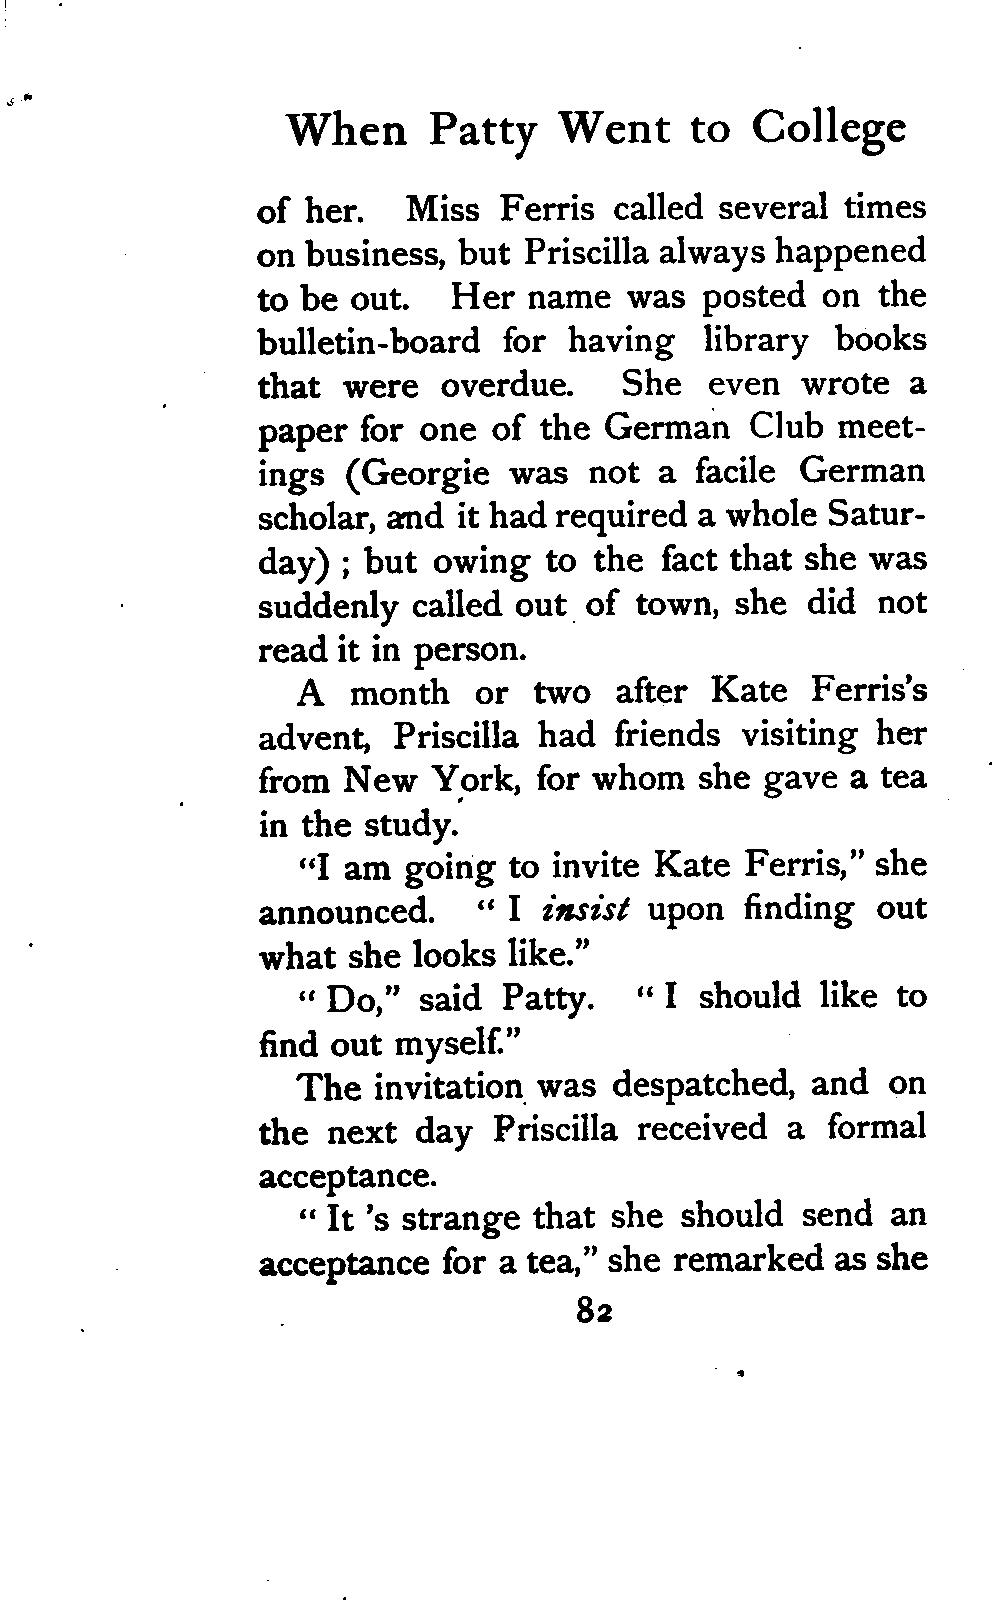 When Patty Went to College
of her. Miss Ferris called several times
on business, but Priscilla always happened
to be out. Her name was posted on the
bulletin-board for having library books
that were overdue. She even wrote a
paper for one of the German Club meet-
ings (Georgie was not a facile German
scholar, and it had required a whole Satur-
day) ; but owing to the fact that she was
suddenly called out of town, she did not
read it in person.
A month or two after Kate Ferris's
advent, Priscilla had friends visiting her
from New York, for whom she gave a tea
in the study.
"I am going to invite Kate Ferris," she
announced. " I insist upon finding out
what she looks like."
" Do," said Patty. " I should like to
find out myself."
The invitation was despatched, and on
the next day Priscilla received a formal
acceptance.
" It 's strange that she should send an
acceptance for a tea," she remarked as she
82